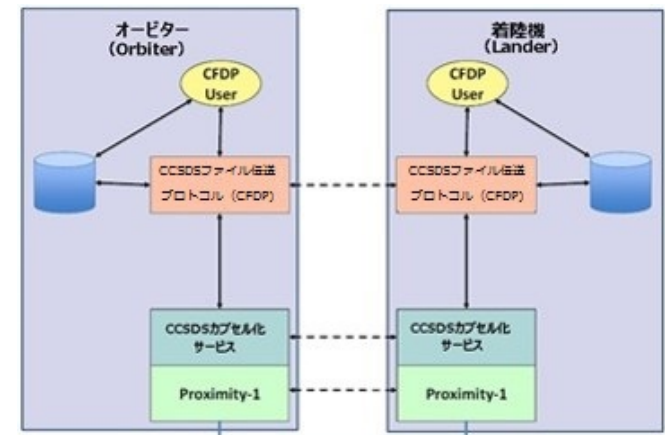 オービター
(Orbiter)
CFDP
User
CCSDSファイル伝送
プロトコル (CFDP)
CCSDSカプセル化
サービス
Proximity-1
着陸機
(Lander)
CFDP
User
CCSDSファイル伝送
プロトコル (CFDP)
CCSDSカプセル化
サービス
Proximity-1